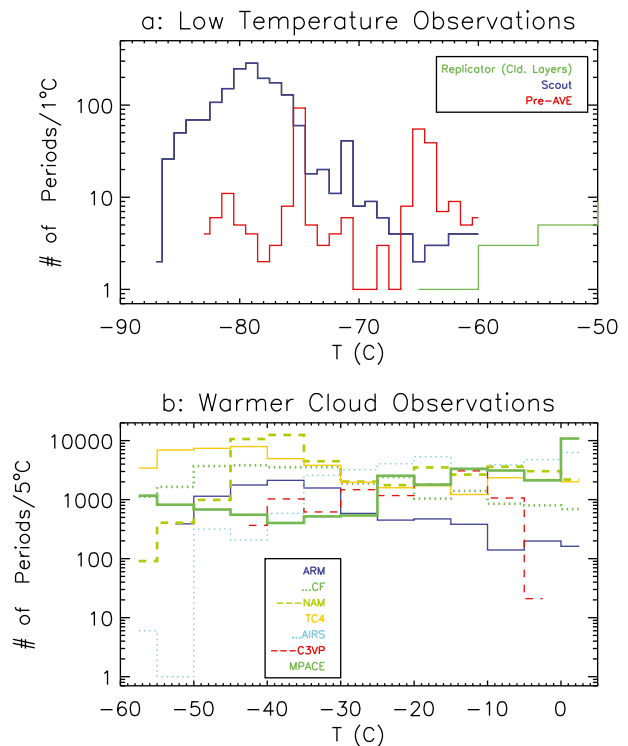 a: Low Temperature Observations
# of Periods/1°C
100
10
1
Replicator (Cld. Layers)
Scout
Pre-AVE
−90
−80
−70
−60
−50
T (C)
b: Warmer Cloud Observations
# of Periods/5°C
10000
1000
100
10
1
ARM
...CF
−−−NAM
TC4
...AIRS
−−−C3VP
MPACE
−60
−50
−40
−30
−20
−10
0
T (C)